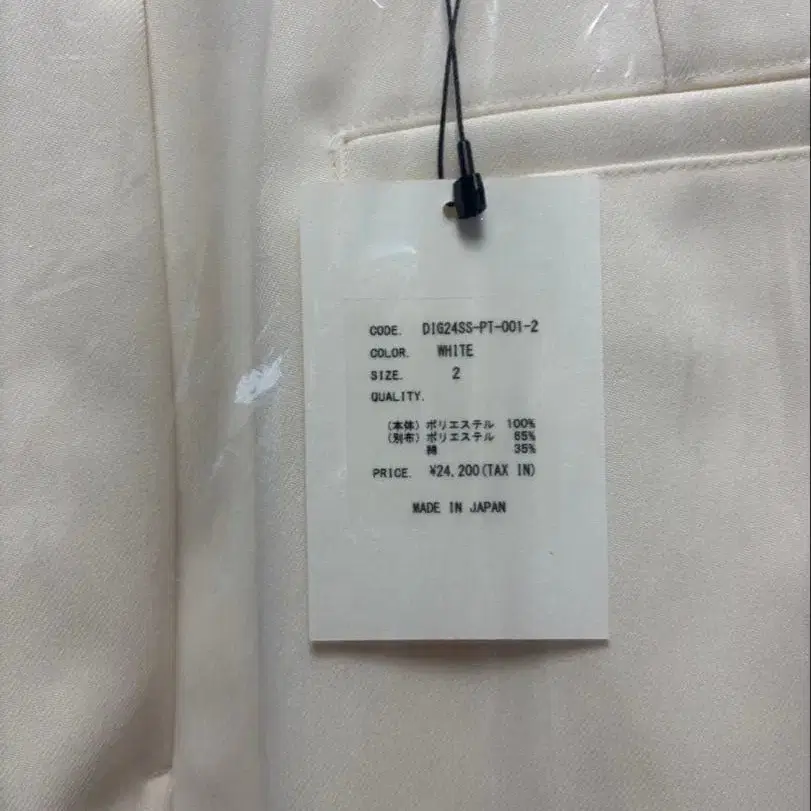 CODE. DIG24SS-PT-001-2
COLOR. WHITE
SIZE. 2
QUALITY.
(本体) ポリエステル 100%
(別布) ポリエステル 65%
綿 35%
PRICE. ¥24,200(TAX IN)
MADE IN JAPAN